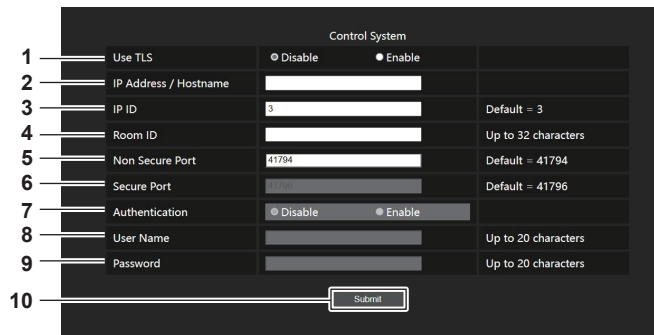 Control System
1 Use TLS Disable Enable
2 IP Address / Hostname
3 IP ID 3 Default = 3
4 Room ID Up to 32 characters
5 Non Secure Port 41794 Default = 41794
6 Secure Port 41796 Default = 41796
7 Authentication Disable Enable
8 User Name Up to 20 characters
9 Password Up to 20 characters
10 Submit